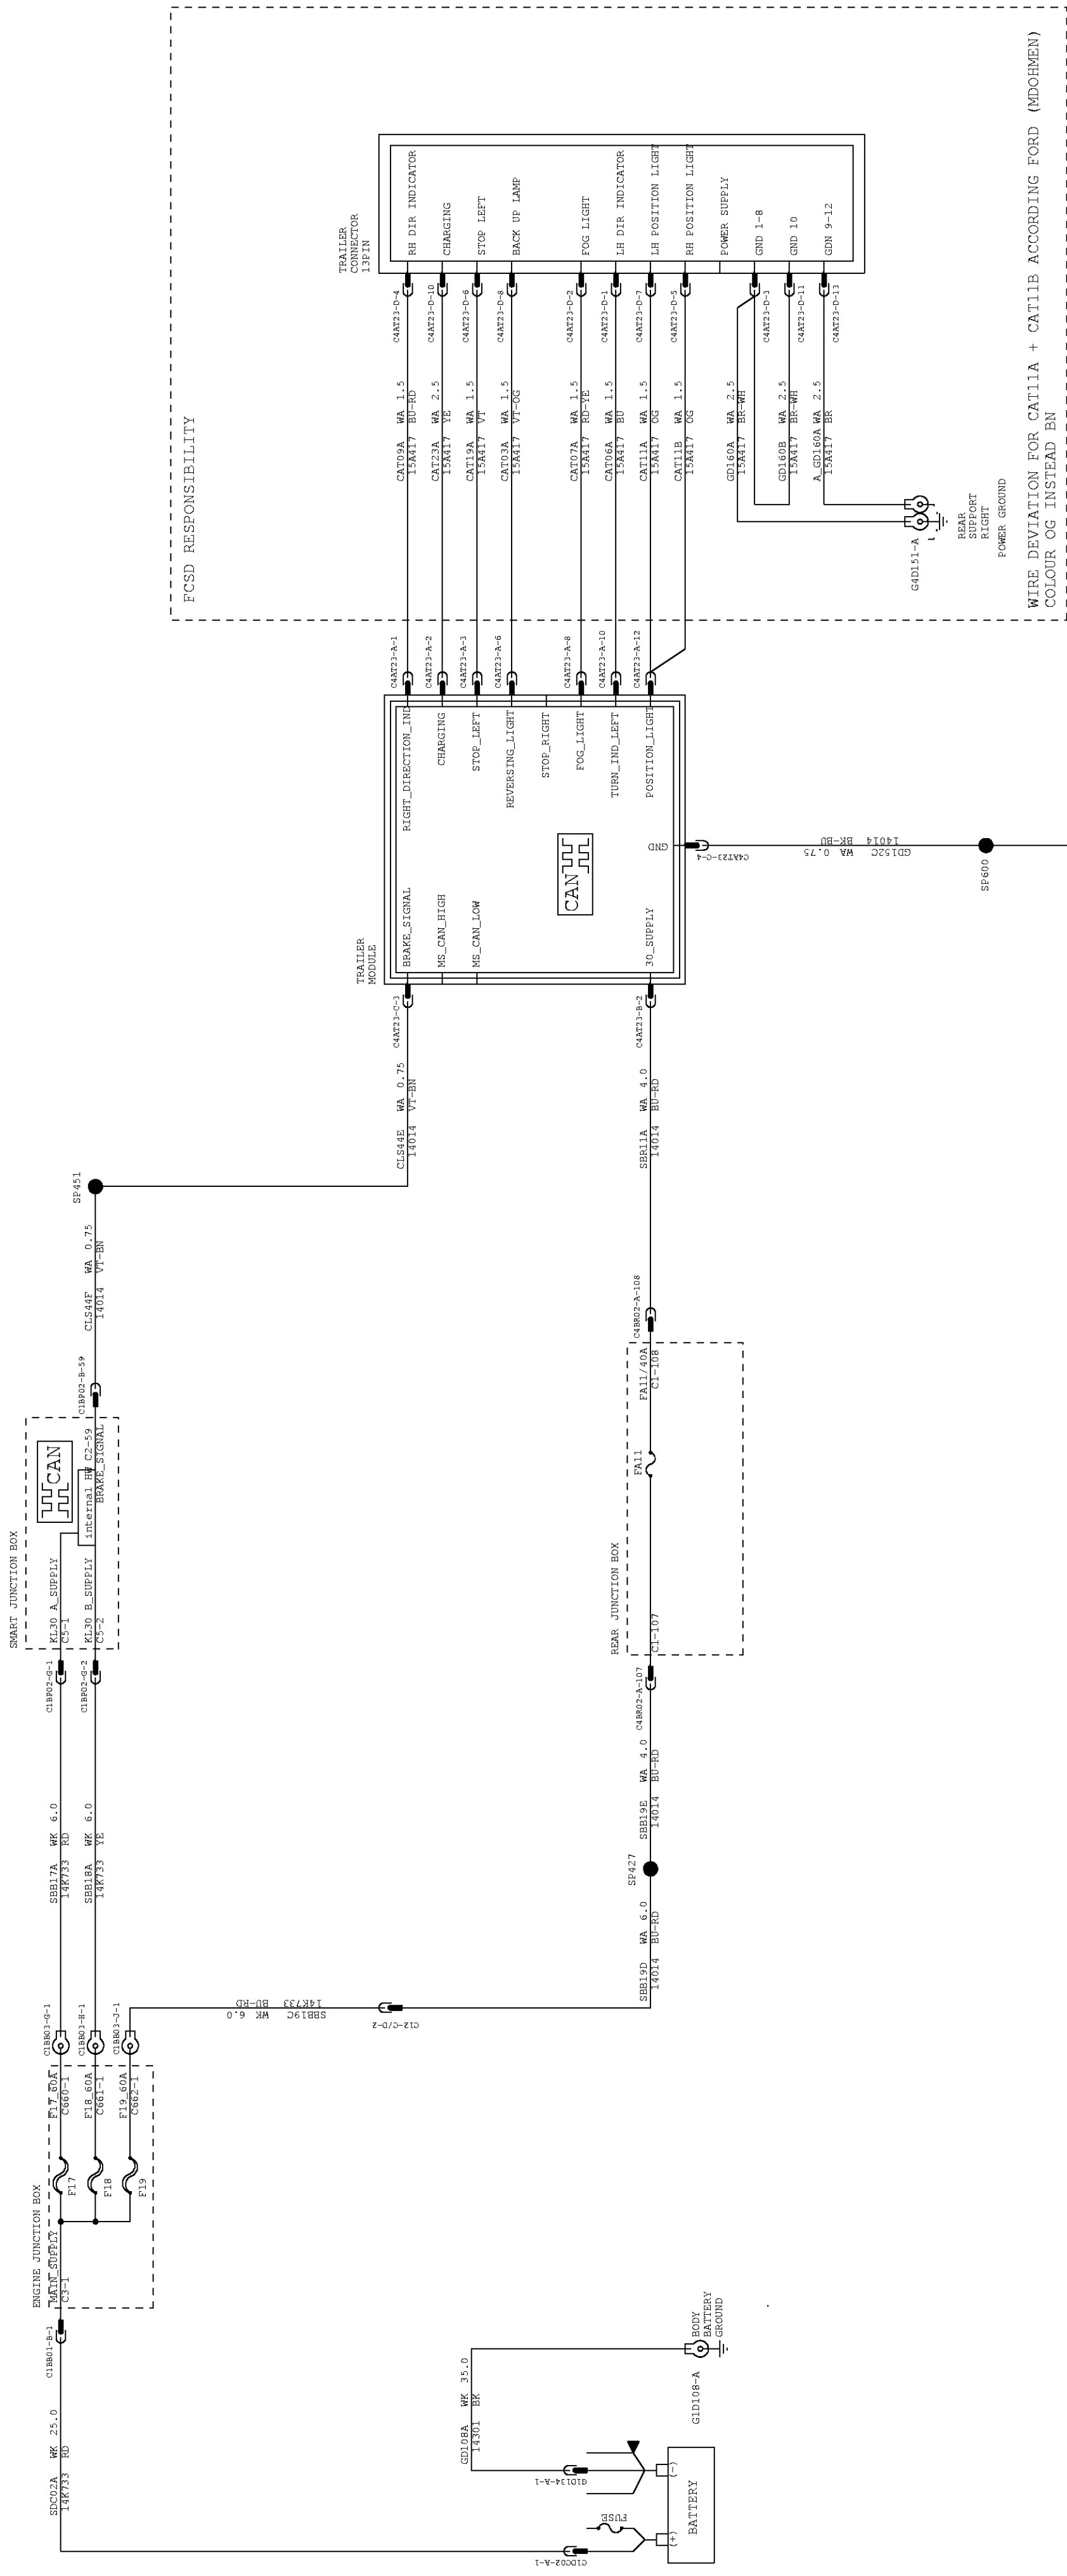 FCSD RESPONSIBILITY
TRAILER
CONNECTOR
13PIN
RH DIR INDICATOR
CHARGING
STOP LEFT
BACK UP LAMP
FOG LIGHT
LH DIR INDICATOR
LH POSITION LIGHT
RH POSITION LIGHT
POWER SUPPLY
GND 1-8
GND 10
GDN 9-12
C4AT23-D-4
C4AT23-D-10
C4AT23-D-6
C4AT23-D-8
C4AT23-D-2
C4AT23-D-1
C4AT23-D-7
C4AT23-D-5
C4AT23-D-3
C4AT23-D-11
C4AT23-D-13
CAT09A WA 1.5
15A417 BU-RD
CAT23A WA 2.5
15A417 YE
CAT19A WA 1.5
15A417 VT
CAT03A WA 1.5
15A417 VT-OG
CAT07A WA 1.5
15A417 RD-YE
CAT06A WA 1.5
15A417 BU
CAT11A WA 1.5
15A417 OG
CAT11B WA 1.5
15A417 OG
GD160A WA 2.5
15A417 BR-WH
GD160B WA 2.5
15A417 BR-WH
A_GD160A WA 2.5
15A417 BR
G4D151-A
REAR
SUPPORT
RIGHT
POWER GROUND
WIRE DEVIATION FOR CAT11A + CAT11B ACCORDING FORD (MDOHMEN)
COLOUR OG INSTEAD BN
C4AT23-A-1
C4AT23-A-2
C4AT23-A-3
C4AT23-A-6
C4AT23-A-8
C4AT23-A-10
C4AT23-A-12
TRAILER
MODULE
RIGHT_DIRECTION_IND
CHARGING
STOP_LEFT
REVERSING_LIGHT
STOP_RIGHT
FOG_LIGHT
TURN_IND_LEFT
POSITION_LIGHT
CAN
GND
BRAKE_SIGNAL
MS_CAN_HIGH
MS_CAN_LOW
30_SUPPLY
C4AT23-C-4
GD152C WA 0.75
14014 BK-BU
SP600
C4AT23-C-3
C4AT23-B-2
CLS44E WA 0.75
14014 VT-BN
SBR11A WA 4.0
14014 BU-RD
SP451
CLS44F WA 0.75
14014 VT-BN
C1BP02-B-59
SMART JUNCTION BOX
CAN
internal HW C2-59
BRAKE_SIGNAL
KL30 A_SUPPLY
C5-1
KL30 B_SUPPLY
C5-2
C1BP02-G-1
C1BP02-G-2
C4BR02-A-108
REAR JUNCTION BOX
FA11/40A
C1-108
FA11
C1-107
C4BR02-A-107
SBB19E WA 4.0
14014 BU-RD
SP427
SBB19D WA 6.0
14014 BU-RD
SBB17A WK 6.0
14K733 RD
SBB18A WK 6.0
14K733 YE
C12-C/D-2
SBB19C WK 6.0
14K733 BU-RD
C1BB03-G-1
C1BB03-H-1
C1BB03-J-1
ENGINE JUNCTION BOX
F17_60A
C660-1
F18_60A
C661-1
F19_60A
C662-1
F17
F18
F19
MAIN_SUPPLY
C3-1
C1BB01-B-1
SDC02A WK 25.0
14K733 RD
GD108A WK 35.0
14301 BK
BODY
BATTERY
GROUND
G1D108-A
G1D134-A-1
FUSE
C1DC02-A-1
(-)
(+)
BATTERY